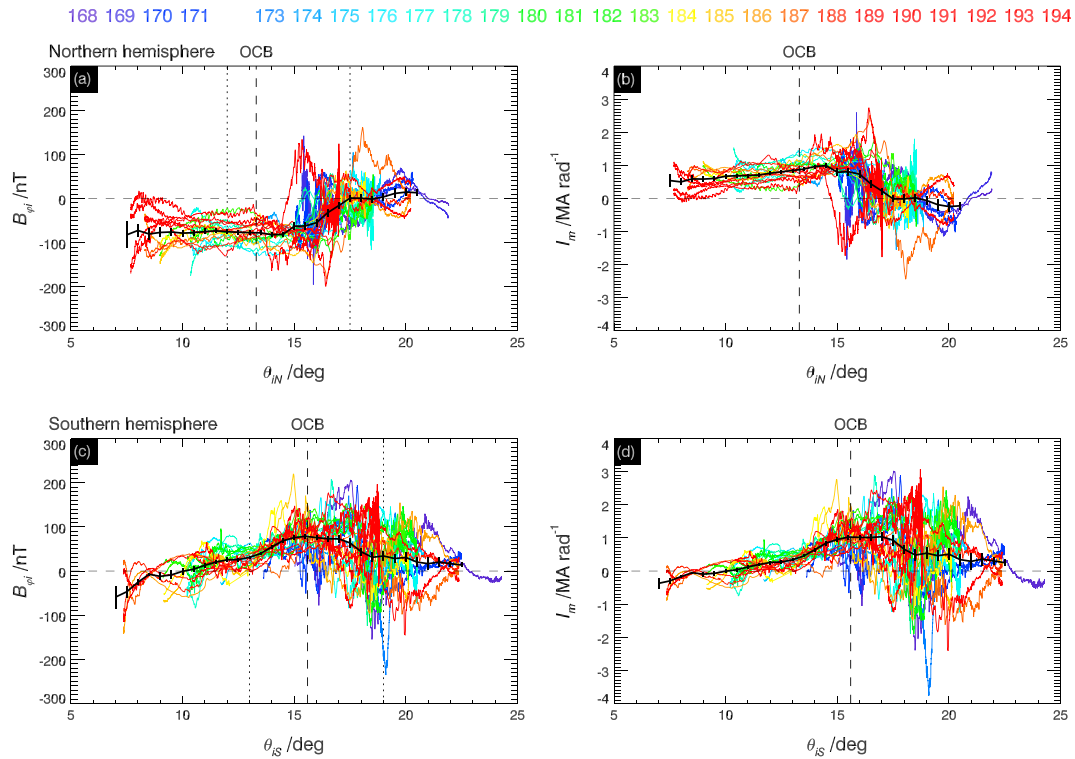 168 169 170 171 173 174 175 176 177 178 179 180 181 182 183 184 185 186 187 188 189 190 191 192 193 194
Northern hemisphere OCB
OCB
(a)
300
200
100
0
-100
-200
-300
B_φi /nT
5 10 15 20 25
θ_iN /deg
(b)
4
3
2
1
0
-1
-2
-3
-4
I_m /MA rad⁻¹
5 10 15 20 25
θ_iN /deg
Southern hemisphere OCB
OCB
(c)
300
200
100
0
-100
-200
-300
B_φi /nT
5 10 15 20 25
θ_iS /deg
(d)
4
3
2
1
0
-1
-2
-3
-4
I_m /MA rad⁻¹
5 10 15 20 25
θ_iS /deg